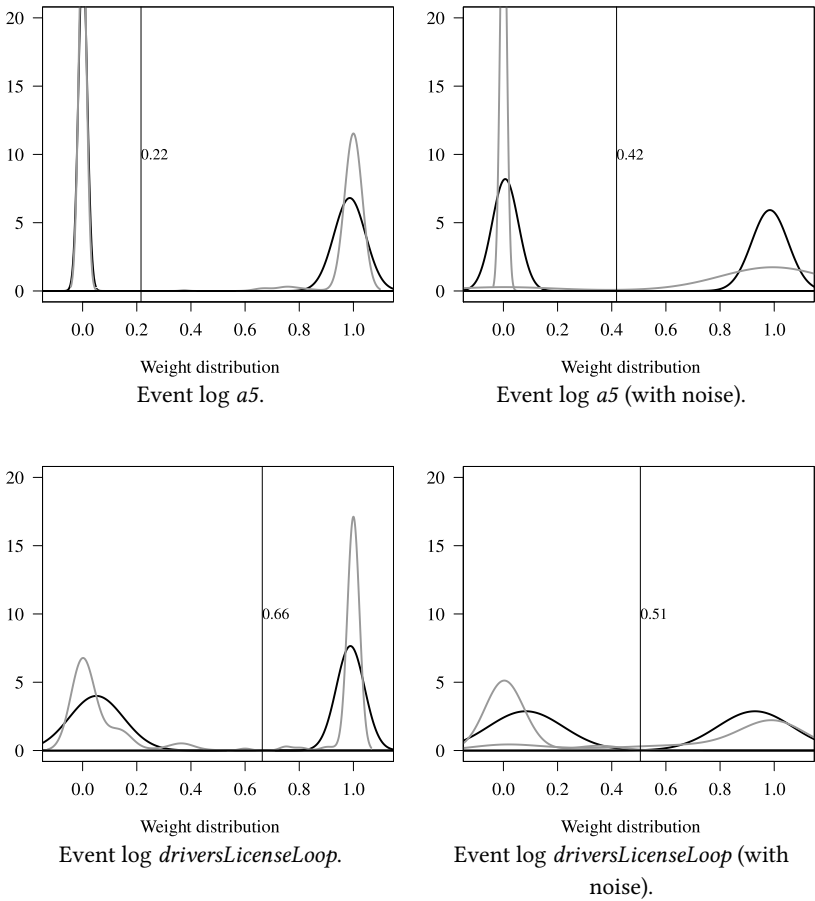 20
15
10
5
0
0.22
0.0 0.2 0.4 0.6 0.8 1.0
Weight distribution
Event log a5.
20
15
10
5
0
0.42
0.0 0.2 0.4 0.6 0.8 1.0
Weight distribution
Event log a5 (with noise).
20
15
10
5
0
0.66
0.0 0.2 0.4 0.6 0.8 1.0
Weight distribution
Event log driversLicenseLoop.
20
15
10
5
0
0.51
0.0 0.2 0.4 0.6 0.8 1.0
Weight distribution
Event log driversLicenseLoop (with
noise).